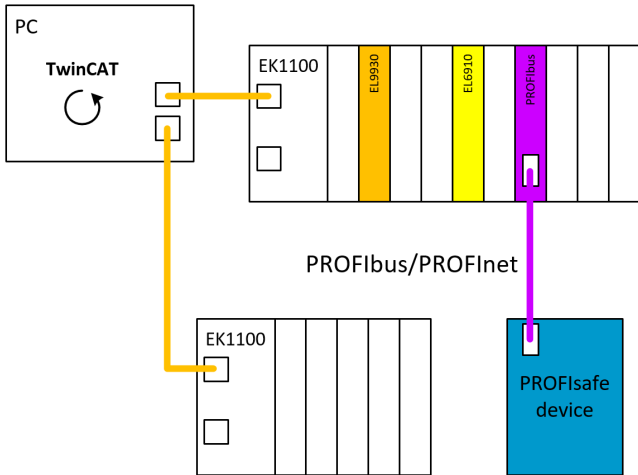 PC
TwinCAT
EK1100
EL9930
EL6910
PROFIbus
PROFIbus/PROFInet
EK1100
PROFIsafe
device